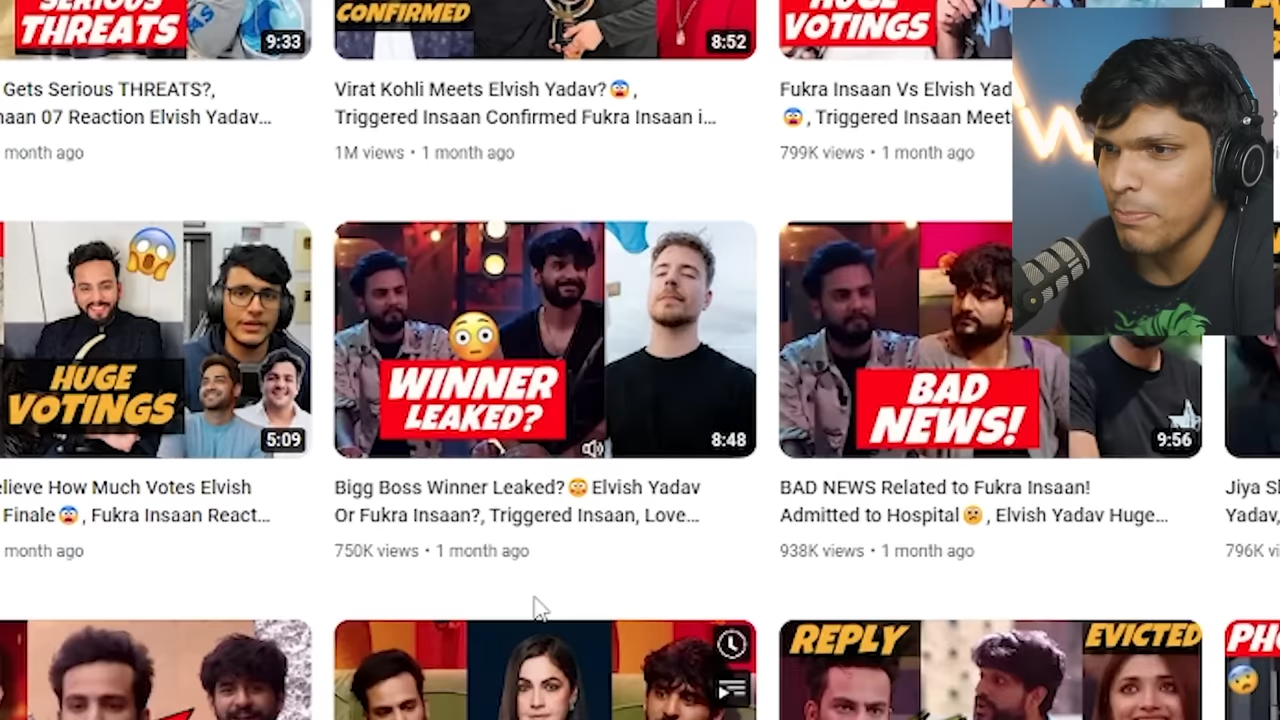 SERIOUS
THREATS
9:33
CONFIRMED
8:52
HUGE
VOTINGS
Gets Serious THREATS?,
naan 07 Reaction Elvish Yadav...
month ago
Virat Kohli Meets Elvish Yadav?😨,
Triggered Insaan Confirmed Fukra Insaan i...
1M views • 1 month ago
Fukra Insaan Vs Elvish Yad
😨, Triggered Insaan Meet
799K views • 1 month ago
HUGE
VOTINGS
5:09
WINNER
LEAKED?
8:48
BAD
NEWS!
9:56
elieve How Much Votes Elvish
Finale😨, Fukra Insaan React...
month ago
Bigg Boss Winner Leaked?😳Elvish Yadav
Or Fukra Insaan?, Triggered Insaan, Love...
750K views • 1 month ago
BAD NEWS Related to Fukra Insaan!
Admitted to Hospital😕, Elvish Yadav Huge...
938K views • 1 month ago
Jiya S
Yadav,
796K vi
REPLY
EVICTED
PH